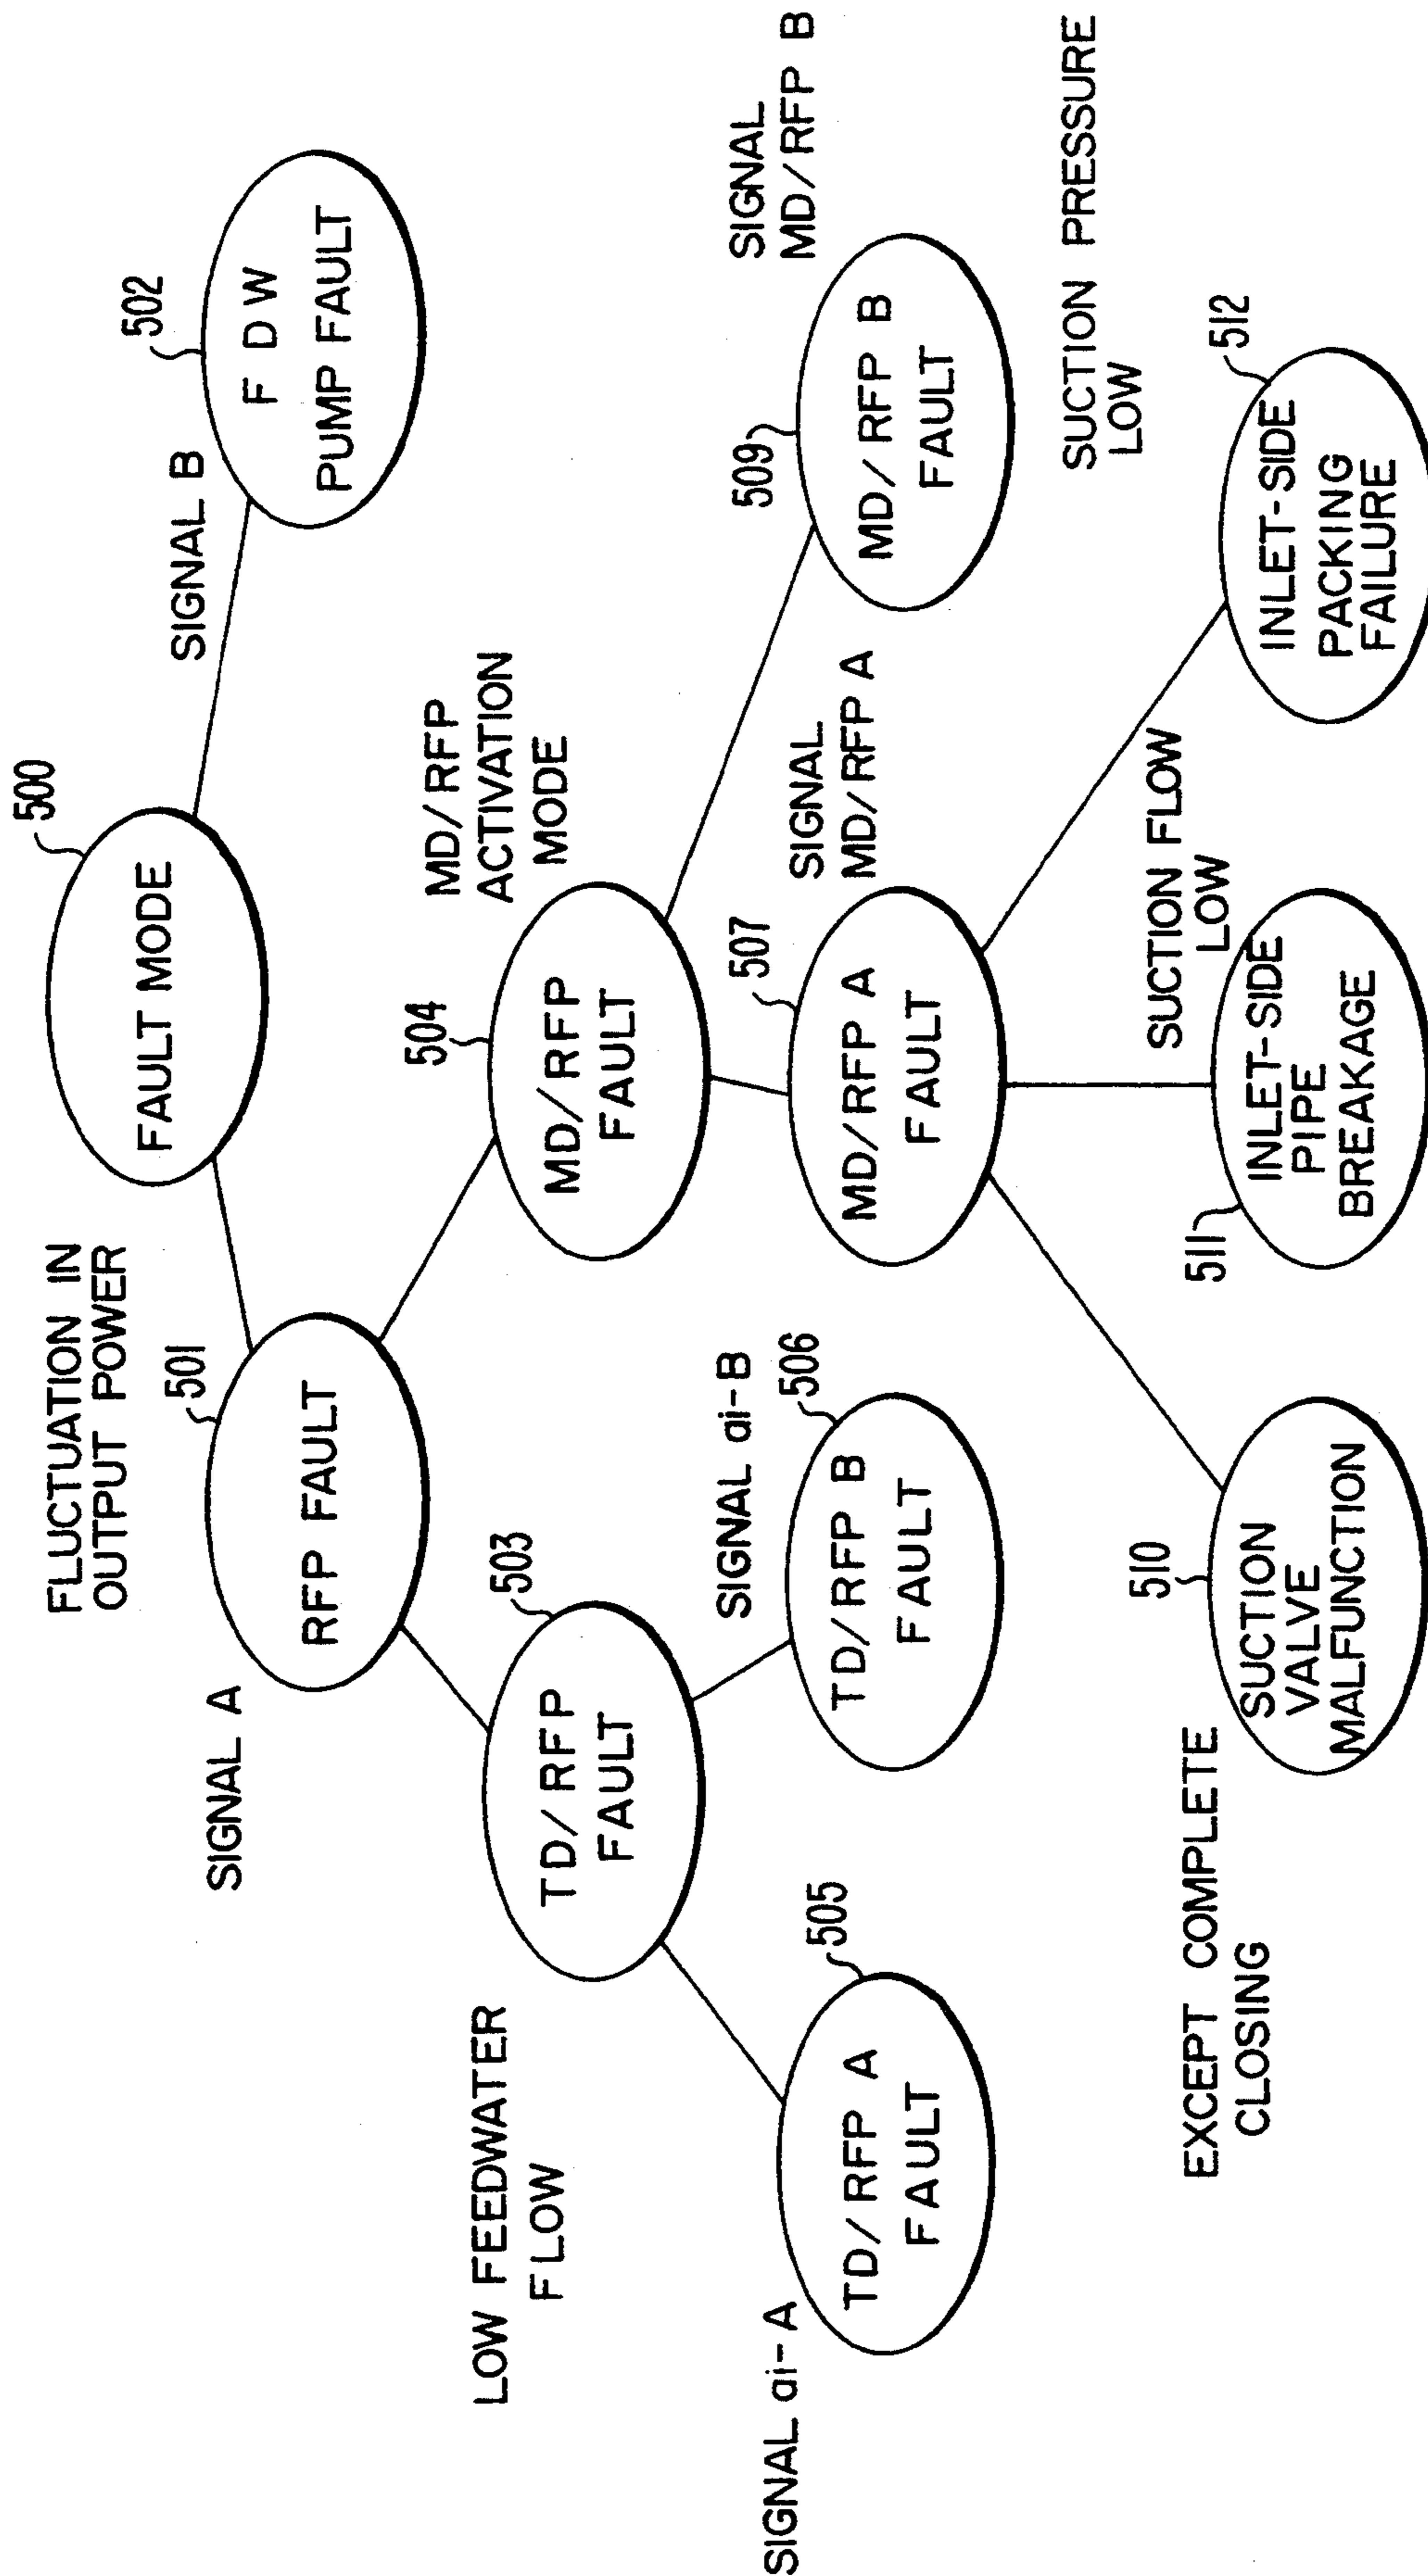 500
FAULT MODE
FLUCTUATION IN
OUTPUT POWER
SIGNAL A
501
RFP FAULT
SIGNAL B
502
F D W
PUMP FAULT
LOW FEEDWATER
FLOW
503
TD/RFP
FAULT
504
MD/RFP
FAULT
MD/RFP
ACTIVATION
MODE
SIGNAL ai-A
505
TD/RFP A
FAULT
SIGNAL ai-B
506
TD/RFP B
FAULT
507
MD/RFP A
FAULT
SIGNAL
MD/RFP A
509
MD/RFP B
FAULT
SIGNAL
MD/RFP B
EXCEPT COMPLETE
CLOSING
510
SUCTION
VALVE
MALFUNCTION
511
INLET-SIDE
PIPE
BREAKAGE
SUCTION FLOW
LOW
512
INLET-SIDE
PACKING
FAILURE
SUCTION PRESSURE
LOW